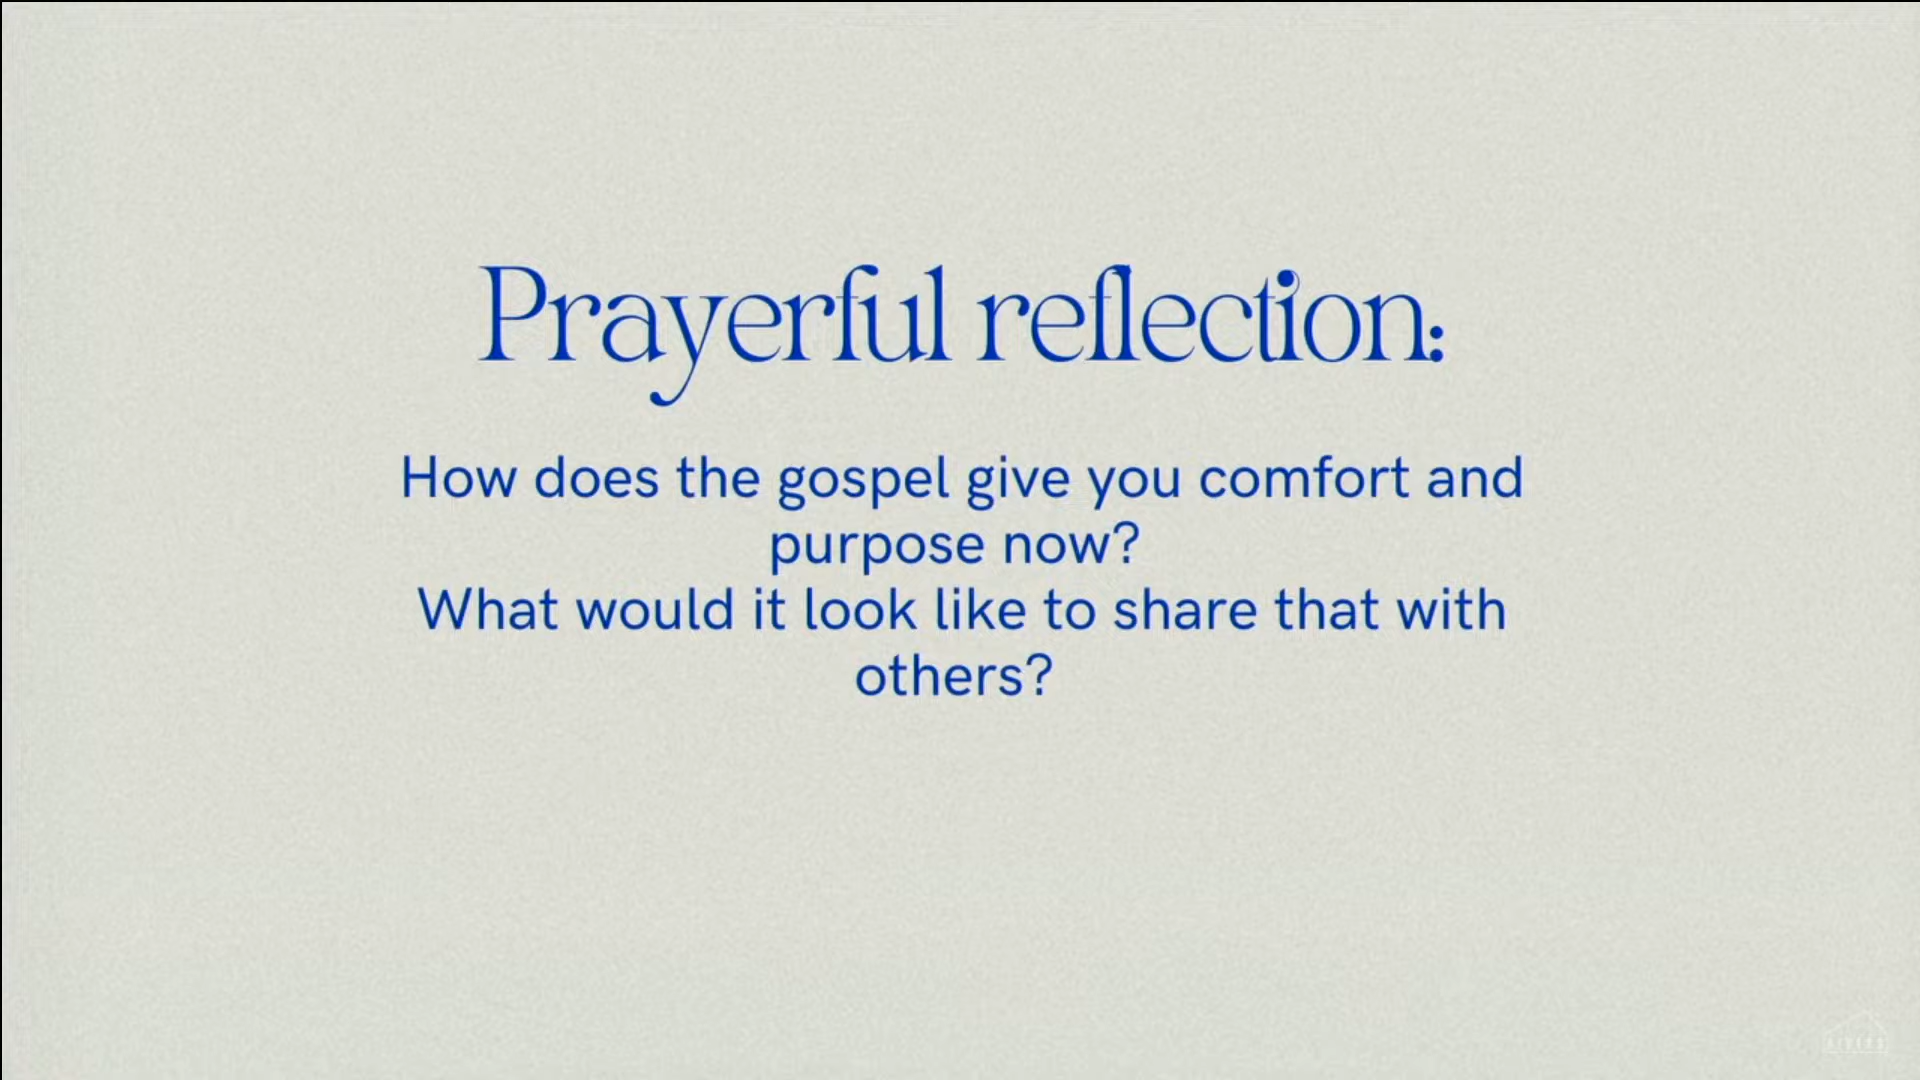 Prayerful reflection:
How does the gospel give you comfort and
purpose now?
What would it look like to share that with
others?